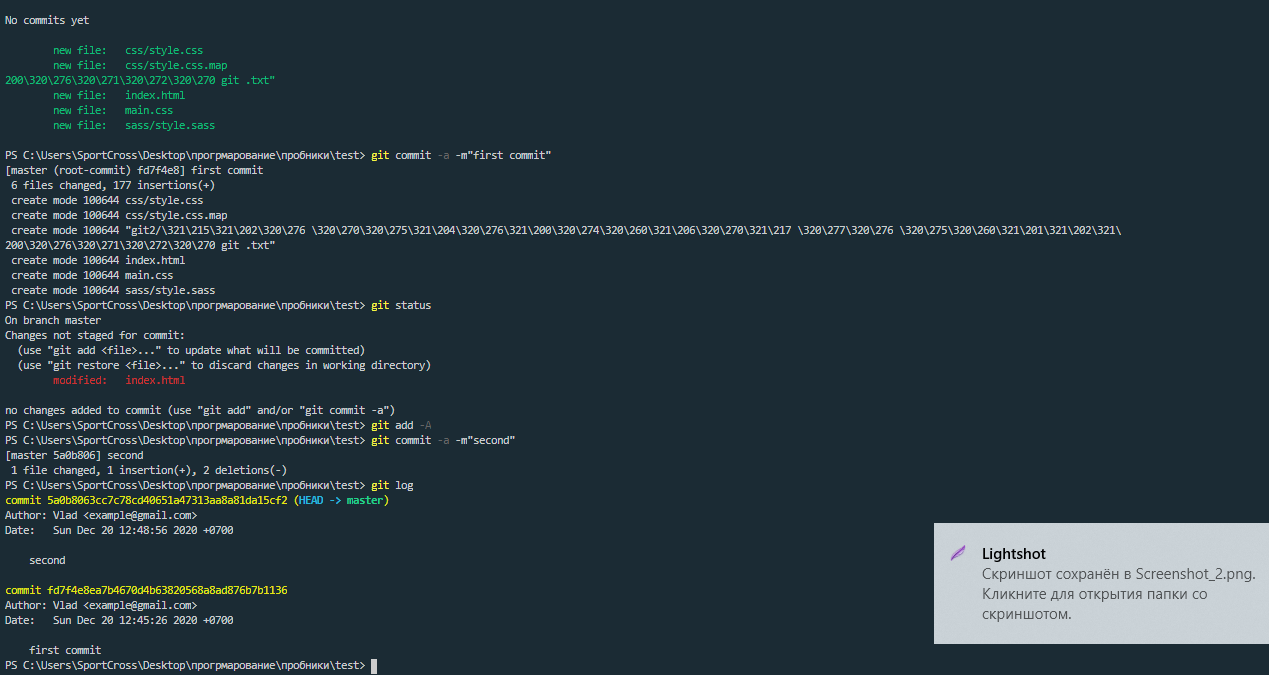 No commits yet
new file:   css/style.css
new file:   css/style.css.map
200\320\276\320\271\320\272\320\270 git .txt"
new file:   index.html
new file:   main.css
new file:   sass/style.sass
PS C:\Users\SportCross\Desktop\прогрмарование\пробники\test> git commit -a -m"first commit"
[master (root-commit) fd7f4e8] first commit
6 files changed, 177 insertions(+)
create mode 100644 css/style.css
create mode 100644 css/style.css.map
create mode 100644 "git2/\321\215\321\202\320\276 \320\270\320\275\321\204\320\276\321\200\320\274\320\260\321\206\320\270\321\217 \320\277\320\276 \320\275\320\260\321\201\321\202\321\
200\320\276\320\271\320\272\320\270 git .txt"
create mode 100644 index.html
create mode 100644 main.css
create mode 100644 sass/style.sass
PS C:\Users\SportCross\Desktop\прогрмарование\пробники\test> git status
On branch master
Changes not staged for commit:
(use "git add <file>..." to update what will be committed)
(use "git restore <file>..." to discard changes in working directory)
modified:   index.html
no changes added to commit (use "git add" and/or "git commit -a")
PS C:\Users\SportCross\Desktop\прогрмарование\пробники\test> git add -A
PS C:\Users\SportCross\Desktop\прогрмарование\пробники\test> git commit -a -m"second"
[master 5a0b806] second
1 file changed, 1 insertion(+), 2 deletions(-)
PS C:\Users\SportCross\Desktop\прогрмарование\пробники\test> git log
commit 5a0b8063cc7c78cd40651a47313aa8a81da15cf2 (HEAD -> master)
Author: Vlad <example@gmail.com>
Date:   Sun Dec 20 12:48:56 2020 +0700
second
commit fd7f4e8ea7b4670d4b63820568a8ad876b7b1136
Author: Vlad <example@gmail.com>
Date:   Sun Dec 20 12:45:26 2020 +0700
first commit
PS C:\Users\SportCross\Desktop\прогрмарование\пробники\test>
Lightshot
Скриншот сохранён в Screenshot_2.png.
Кликните для открытия папки со
скриншотом.